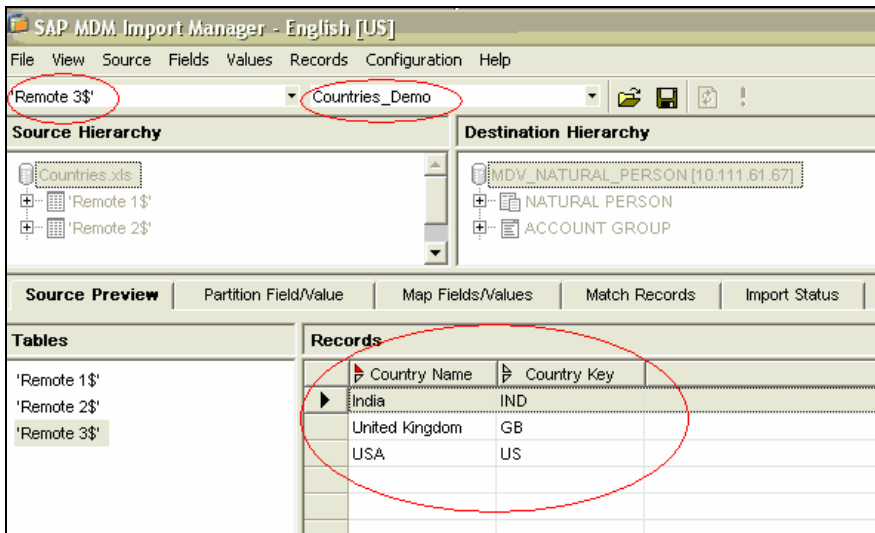 SAP MDM Import Manager - English [US]
File View Source Fields Values Records Configuration Help
'Remote 3$' Countries_Demo
Source Hierarchy Destination Hierarchy
Countries.xls MDV_NATURAL_PERSON [10.111.61.67]
'Remote 1$' NATURAL PERSON
'Remote 2$' ACCOUNT GROUP
Source Preview Partition Field/Value Map Fields/Values Match Records Import Status
Tables Records
Country Name Country Key
'Remote 1$' India IND
'Remote 2$' United Kingdom GB
'Remote 3$' USA US